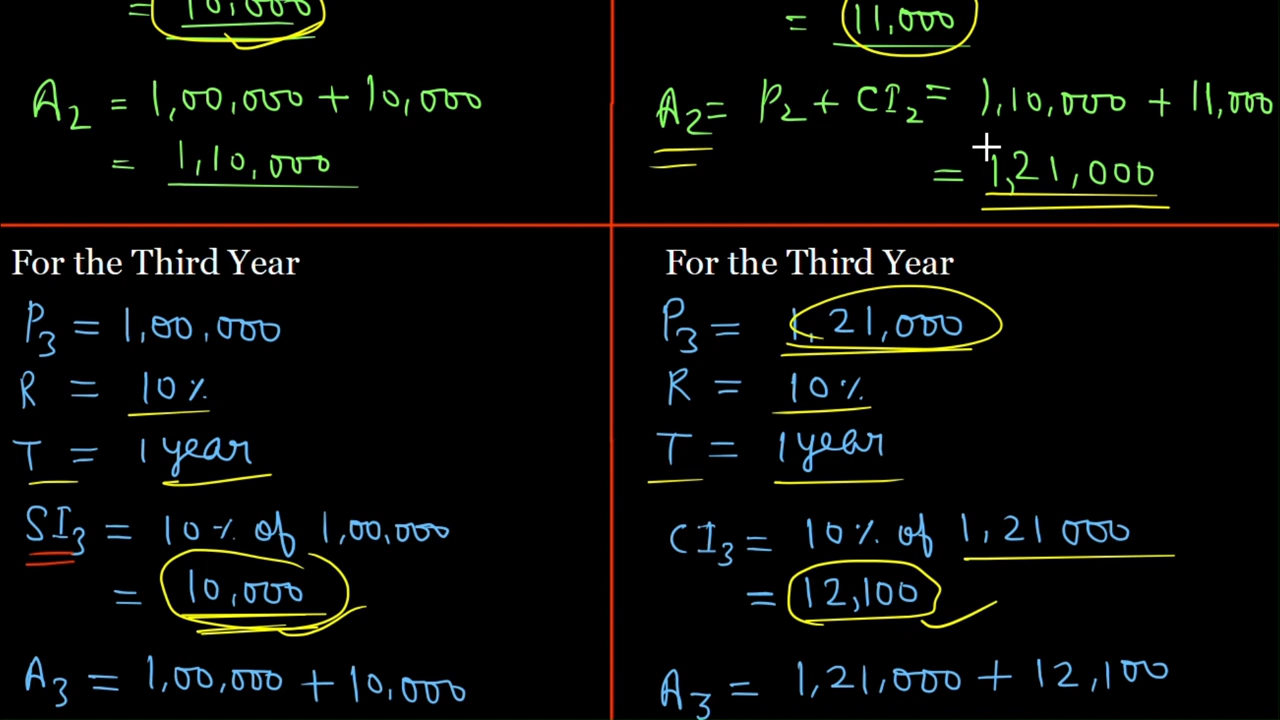 = 10,000
A2 = 1,00,000 + 10,000
= 1,10,000
For the Third Year
P3 = 1,00,000
R = 10%
T = 1 year
SI3 = 10% of 1,00,000
= 10,000
A3 = 1,00,000 + 10,000
= 11,000
A2 = P2 + CI2 = 1,10,000 + 11,000
= 1,21,000
For the Third Year
P3 = 1,21,000
R = 10%
T = 1 year
CI3 = 10% of 1,21 000
= 12,100
A3 = 1,21,000 + 12,100